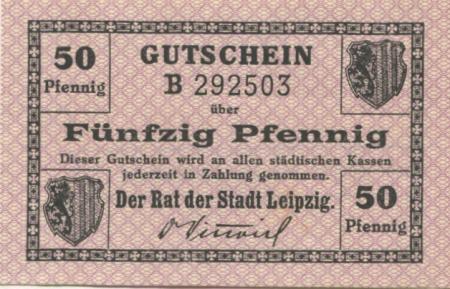 50
Pfennig
GUTSCHEIN
B 292503
über
Fünfzig Pfennig
Dieser Gutschein wird an allen städtischen Kassen
jederzeit in Zahlung genommen.
Der Rat der Stadt Leipzig.
50
Pfennig